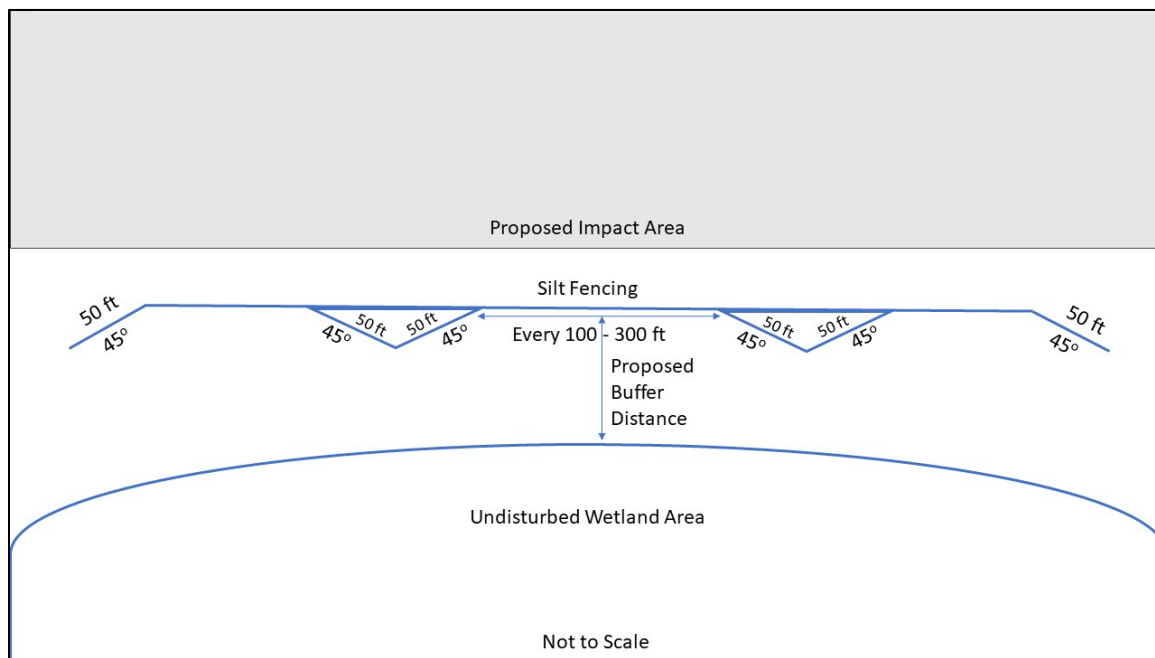 Proposed Impact Area
Silt Fencing
50 ft
45°
50 ft
50 ft
45°
45°
Every 100 - 300 ft
50 ft
50 ft
45°
45°
50 ft
45°
Proposed
Buffer
Distance
Undisturbed Wetland Area
Not to Scale